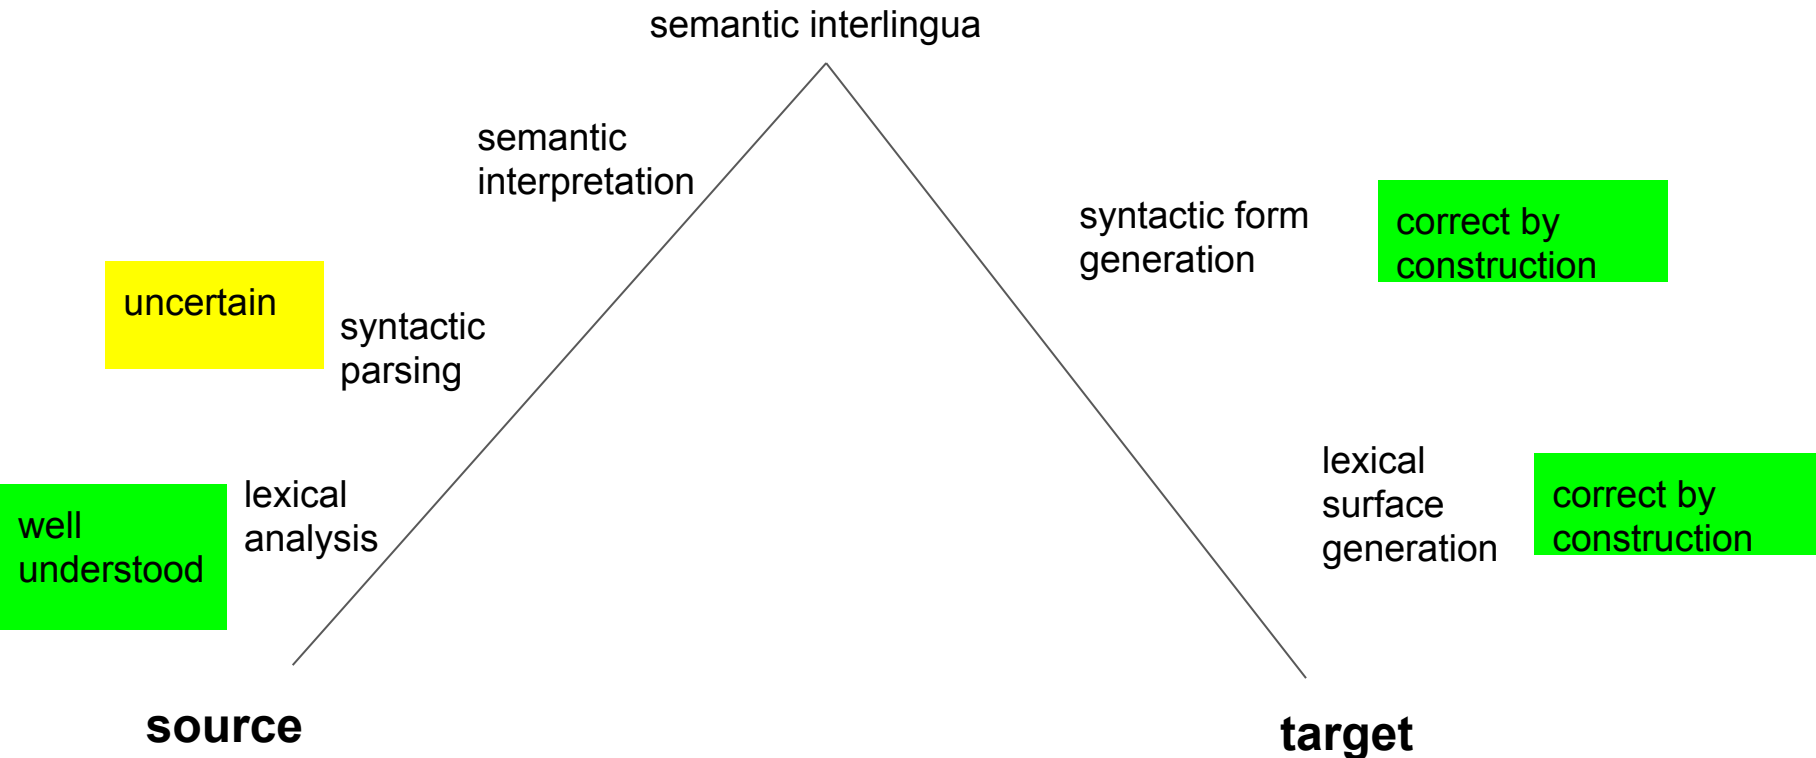 semantic interlingua
semantic
interpretation
syntactic form
generation
correct by
construction
uncertain
syntactic
parsing
lexical
surface
generation
correct by
construction
well
understood
lexical
analysis
source
target